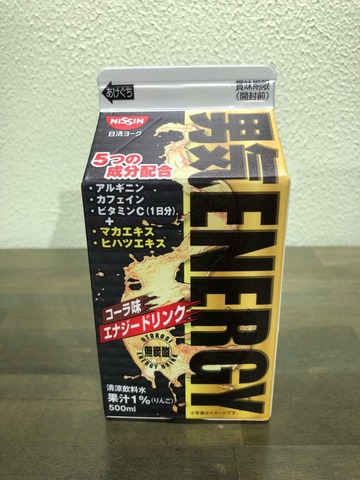 あけぐち
賞味期限
(開封前)
NISSIN
日清ヨーク
5つの
成分配合
・アルギニン
・カフェイン
・ビタミンC(1日分)、
+
・マカエキス
・ヒハツエキス
男気
ENERGY
コーラ味
エナジードリンク
OTOKOGI
無炭酸
ENERGY DRINK
清涼飲料水
果汁1%(りんご)
500ml
※写真はイメージです。